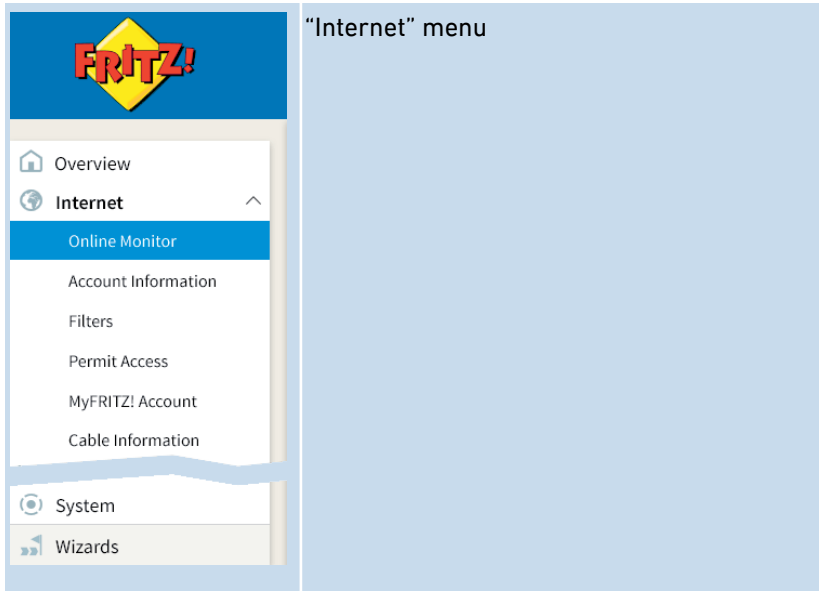 FRITZ!
“Internet” menu
Overview
Internet
Online Monitor
Account Information
Filters
Permit Access
MyFRITZ! Account
Cable Information
System
Wizards